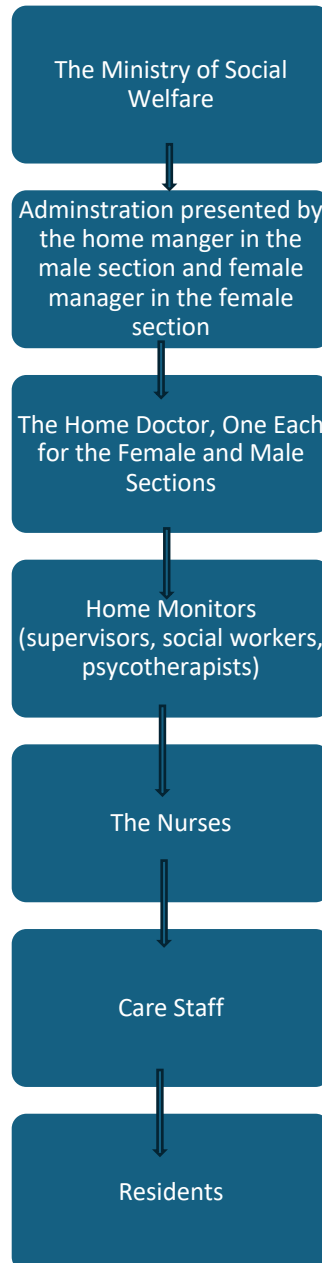 The Ministry of Social
Welfare
Adminstration presented by
the home manger in the
male section and female
manager in the female
section
The Home Doctor, One Each
for the Female and Male
Sections
Home Monitors
(supervisors, social workers,
psycotherapists)
The Nurses
Care Staff
Residents